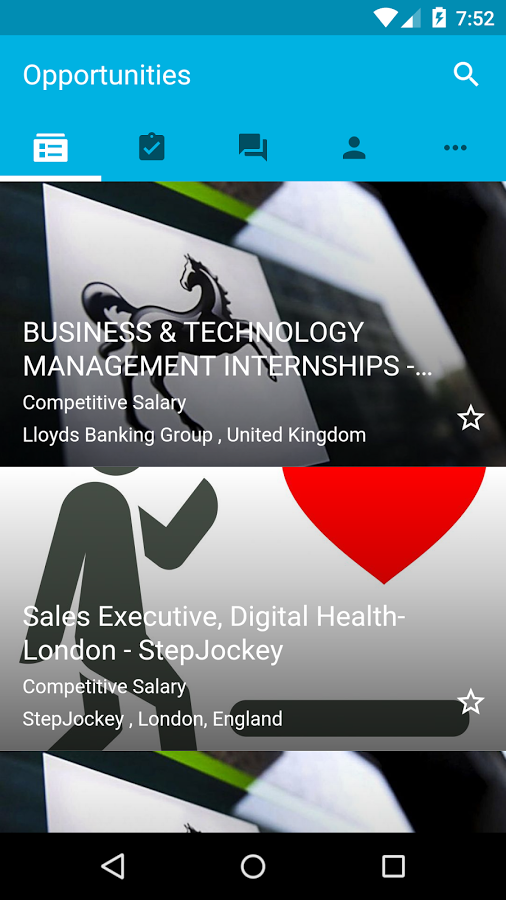 7:52
Opportunities
BUSINESS & TECHNOLOGY
MANAGEMENT INTERNSHIPS -...
Competitive Salary
Lloyds Banking Group , United Kingdom
Sales Executive, Digital Health-
London - StepJockey
Competitive Salary
StepJockey , London, England